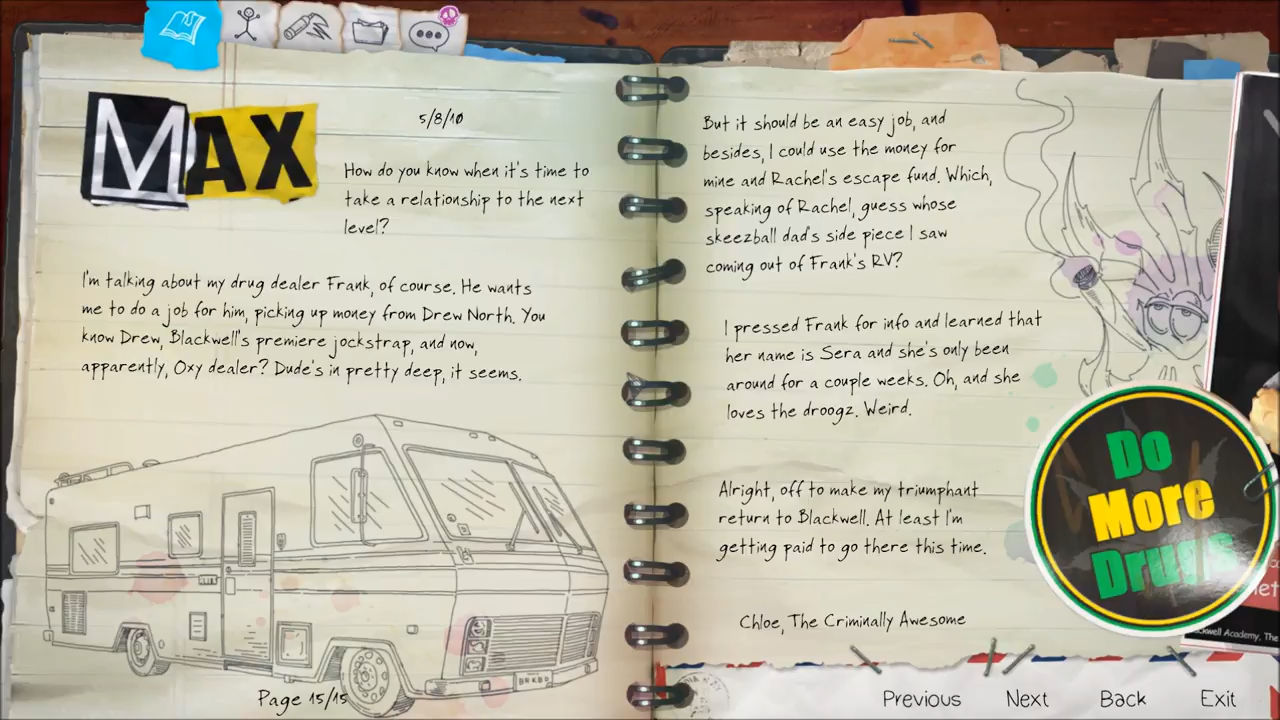 MAX
5/8/10
How do you know when it's time to
take a relationship to the next
level?
I'm talking about my drug dealer Frank, of course. He wants
me to do a job for him, picking up money from Drew North. You
know Drew, Blackwell's premiere jockstrap, and now,
apparently, Oxy dealer? Dude's in pretty deep, it seems.
BRKBD
Page 15/15
But it should be an easy job, and
besides, I could use the money for
mine and Rachel's escape fund. Which,
speaking of Rachel, guess whose
skeezball dad's side piece I saw
coming out of Frank's RV?
I pressed Frank for info and learned that
her name is Sera and she's only been
around for a couple weeks. Oh, and she
loves the droogz. Weird.
Alright, off to make my triumphant
return to Blackwell. At least I'm
getting paid to go there this time.
Chloe, The Criminally Awesome
Do
More
Drugs
Academy, The
Previous Next Back Exit